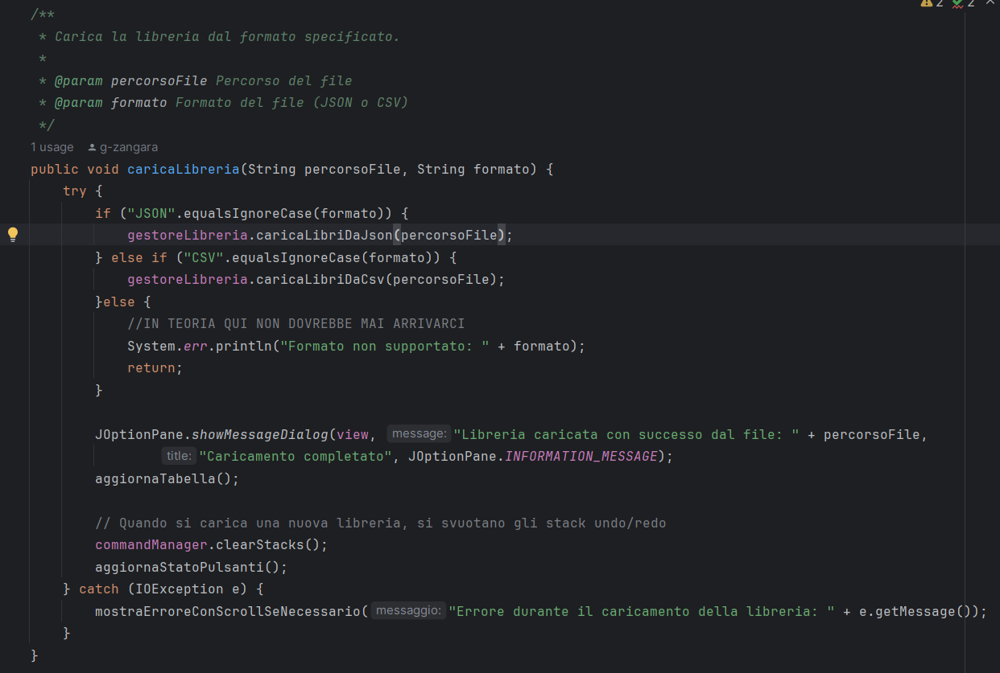 2 2
/**
 * Carica la libreria dal formato specificato.
 *
 * @param percorsoFile Percorso del file
 * @param formato Formato del file (JSON o CSV)
 */
1 usage g-zangara
public void caricaLibreria(String percorsoFile, String formato) {
    try {
        if ("JSON".equalsIgnoreCase(formato)) {
            gestoreLibreria.caricaLibriDaJson(percorsoFile);
        } else if ("CSV".equalsIgnoreCase(formato)) {
            gestoreLibreria.caricaLibriDaCsv(percorsoFile);
        }else {
            //IN TEORIA QUI NON DOVREBBE MAI ARRIVARCI
            System.err.println("Formato non supportato: " + formato);
            return;
        }
        JOptionPane.showMessageDialog(view, message: "Libreria caricata con successo dal file: " + percorsoFile,
                title: "Caricamento completato", JOptionPane.INFORMATION_MESSAGE);
        aggiornaTabella();
        // Quando si carica una nuova libreria, si svuotano gli stack undo/redo
        commandManager.clearStacks();
        aggiornaStatoPulsanti();
    } catch (IOException e) {
        mostraErroreConScrollSeNecessario( messaggio: "Errore durante il caricamento della libreria: " + e.getMessage());
    }
}